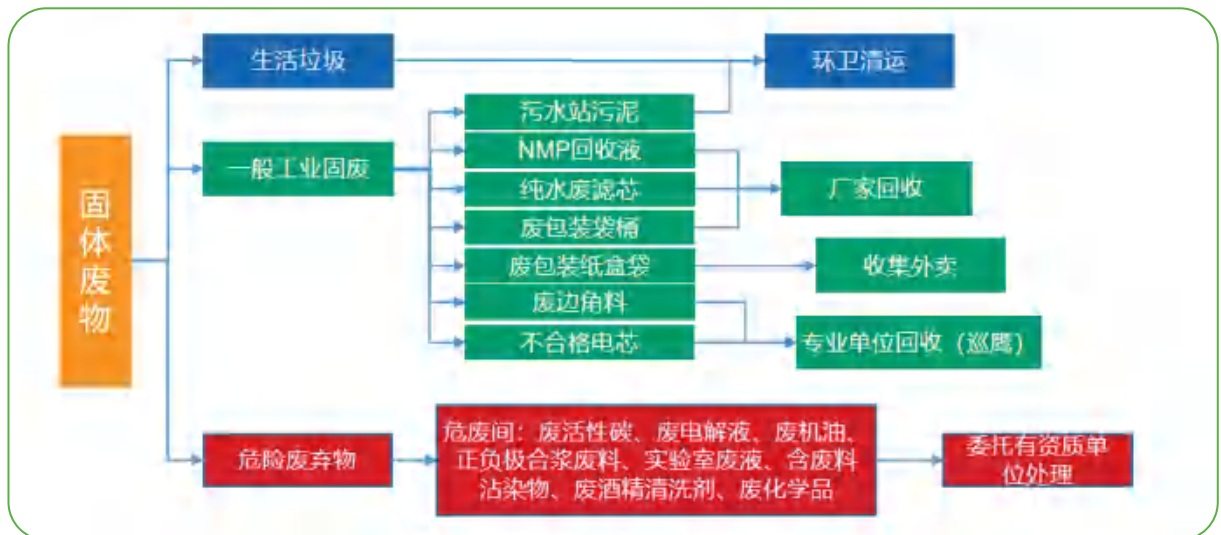 固体废物
生活垃圾
环卫清运
一般工业固废
污水站污泥
NMP回收液
纯水废滤芯
废包装袋桶
厂家回收
废包装纸盒袋
收集外卖
废边角料
不合格电芯
专业单位回收（巡鹰）
危险废弃物
危废间：废活性碳、废电解液、废机油、
正负极合浆废料、实验室废液、含废料
沾染物、废酒精清洗剂、废化学品
委托有资质单
位处理